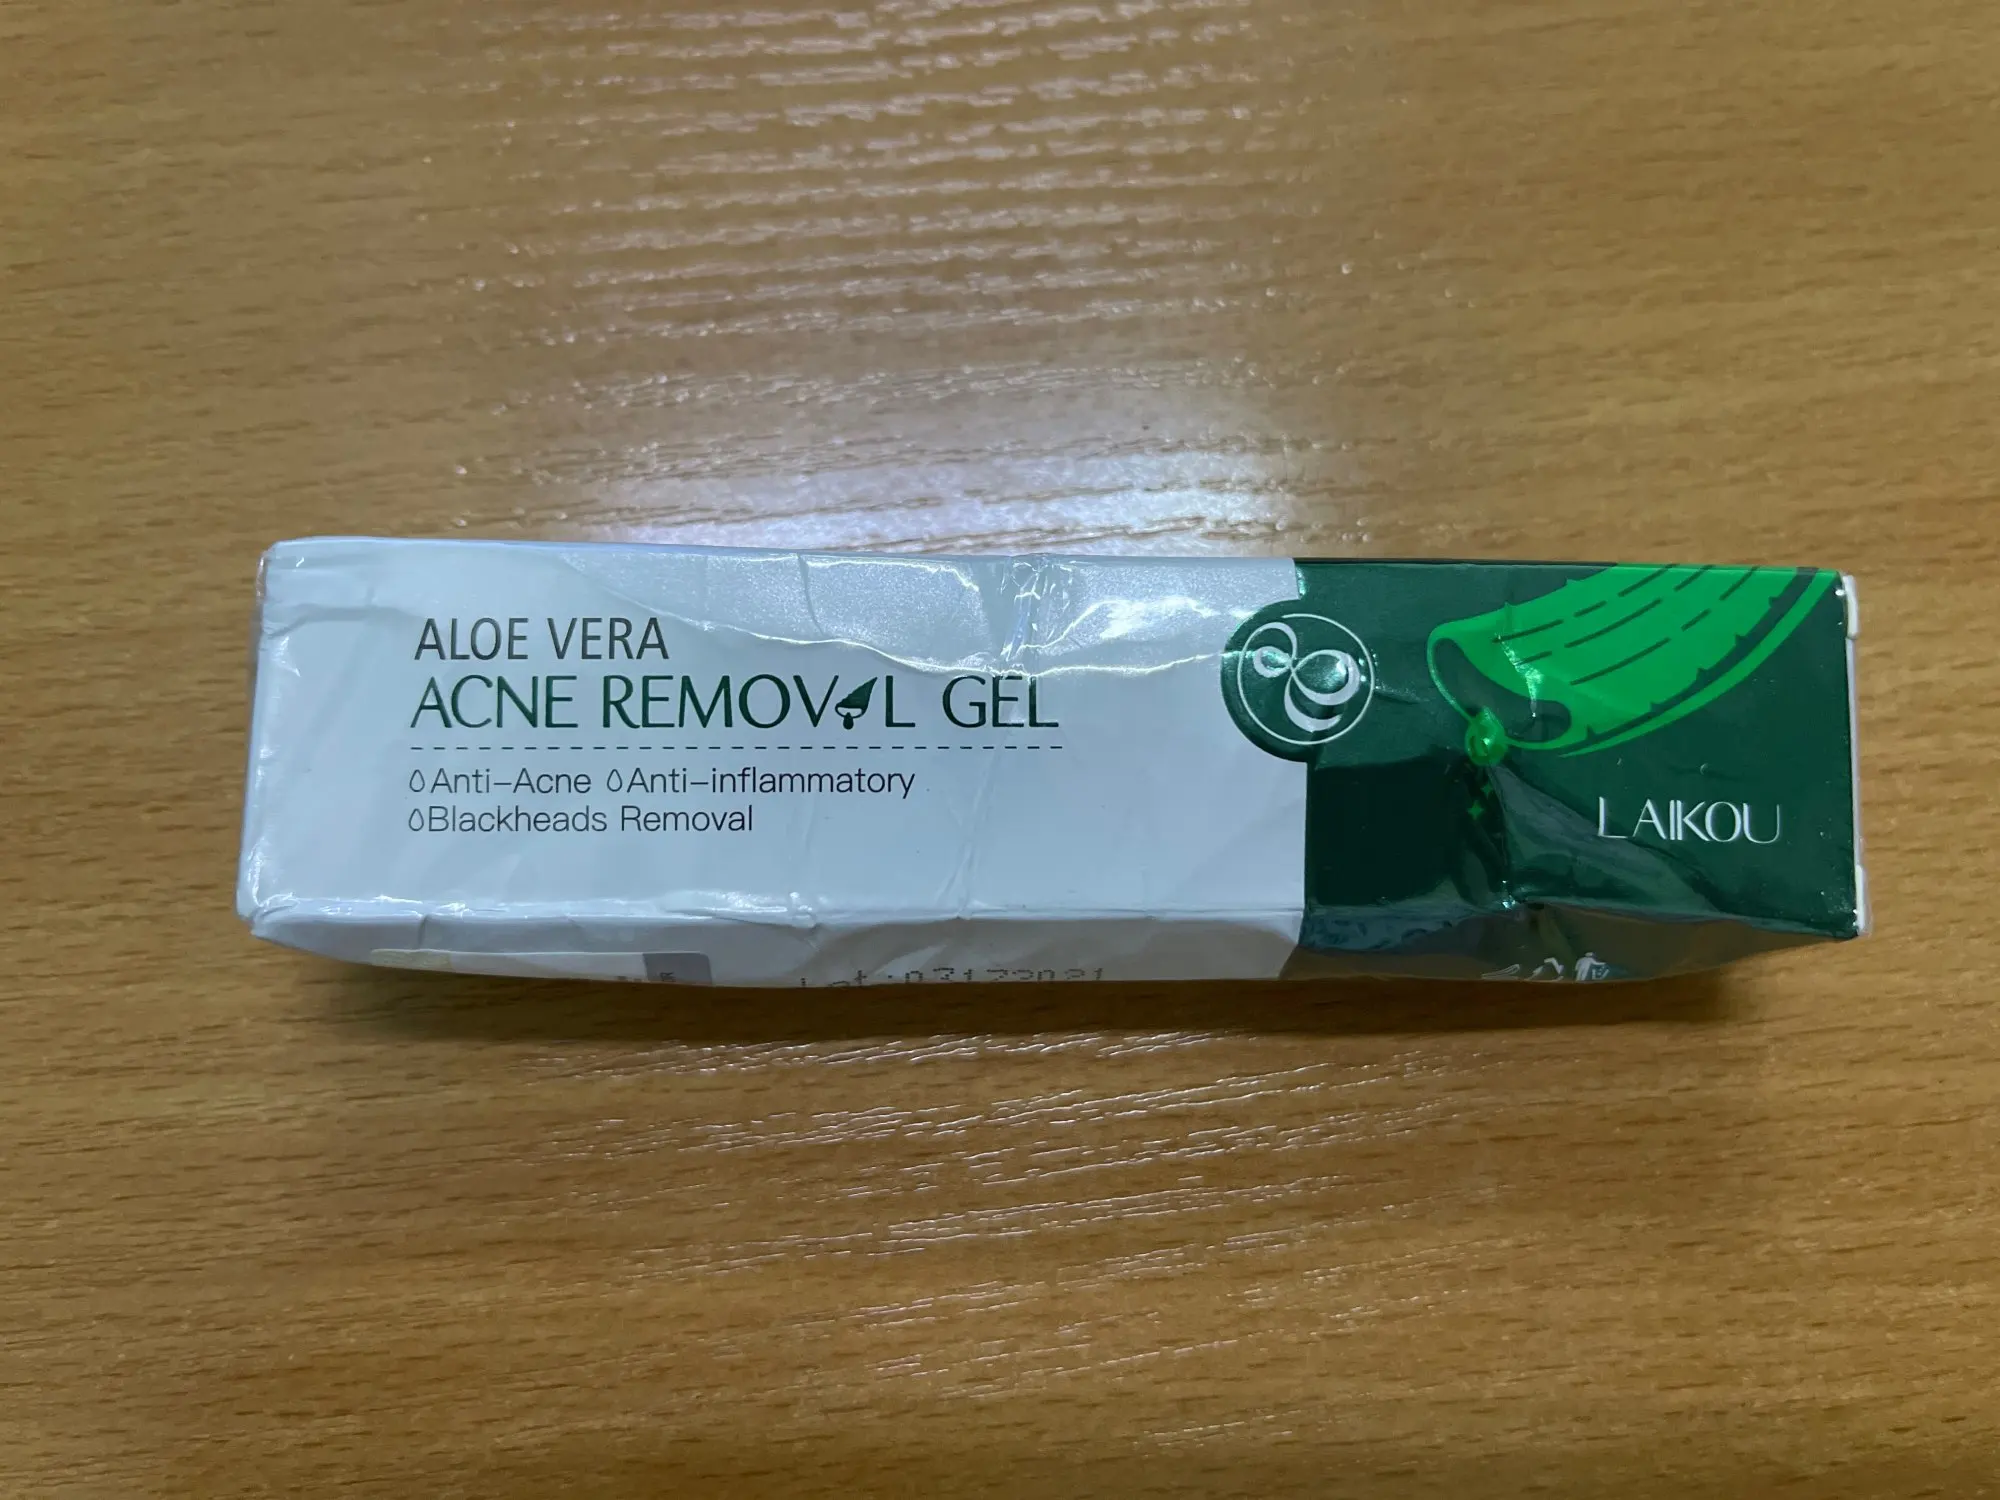 ALOE VERA
ACNE REMOVAL GEL
Anti-Acne Anti-inflammatory
Blackheads Removal
LAIKOU